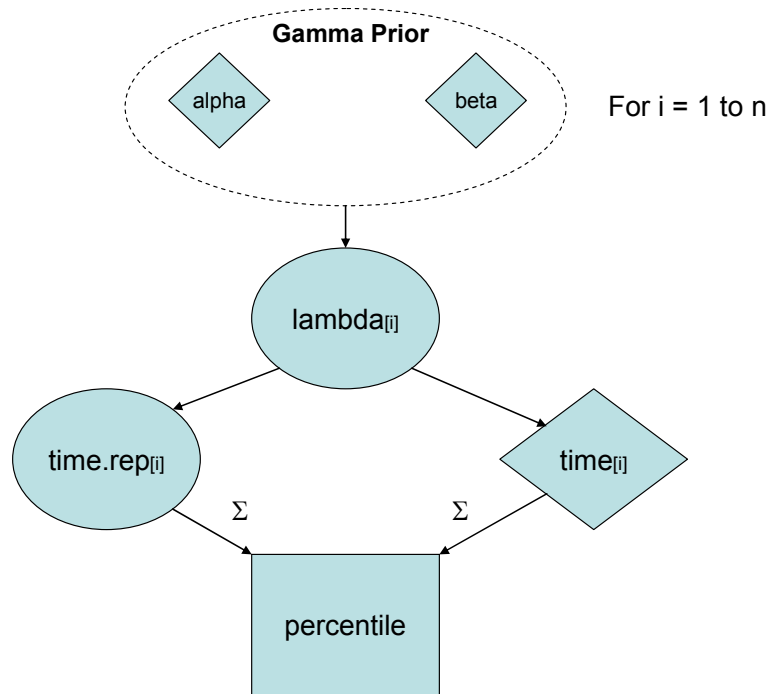 Gamma Prior
alpha
beta
For i = 1 to n
lambda[i]
time.rep[i]
time[i]
Σ
Σ
percentile